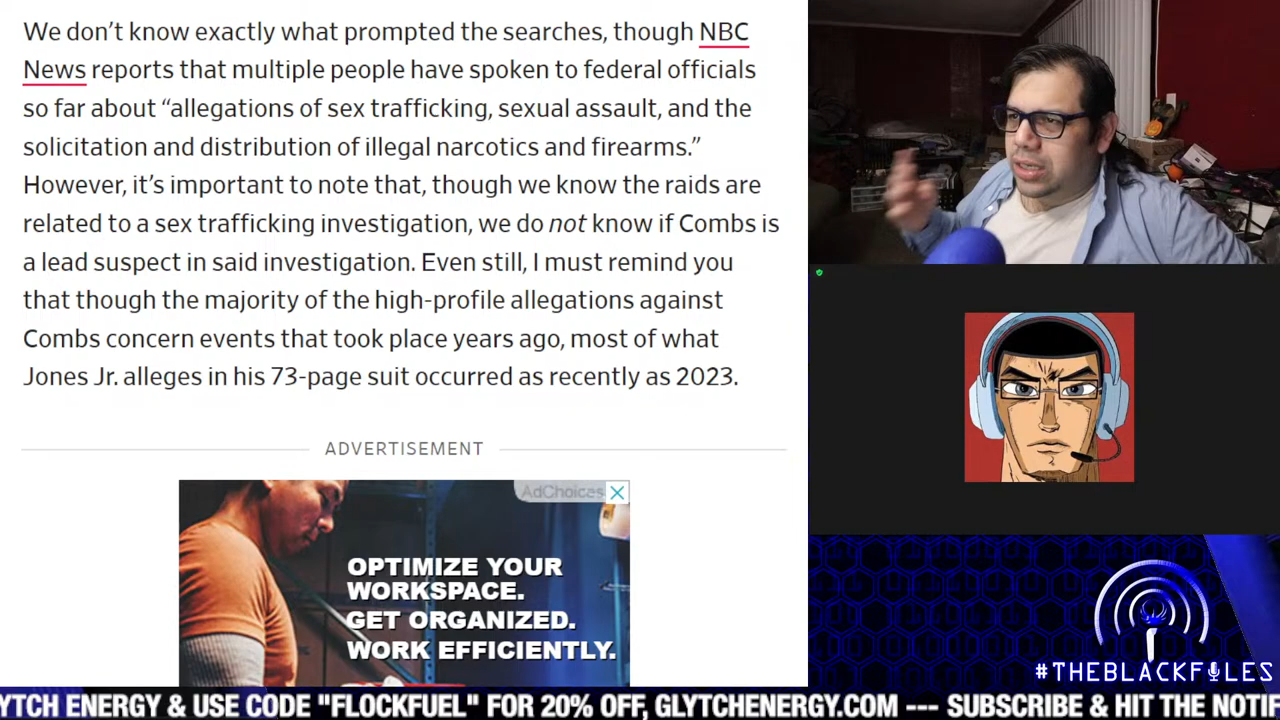 We don’t know exactly what prompted the searches, though NBC
News reports that multiple people have spoken to federal officials
so far about “allegations of sex trafficking, sexual assault, and the
solicitation and distribution of illegal narcotics and firearms.”
However, it’s important to note that, though we know the raids are
related to a sex trafficking investigation, we do not know if Combs is
a lead suspect in said investigation. Even still, I must remind you
that though the majority of the high-profile allegations against
Combs concern events that took place years ago, most of what
Jones Jr. alleges in his 73-page suit occurred as recently as 2023.
ADVERTISEMENT
AdChoices
OPTIMIZE YOUR
WORKSPACE.
GET ORGANIZED.
WORK EFFICIENTLY.
#THEBLACKFILES
YTCH ENERGY & USE CODE "FLOCKFUEL" FOR 20% OFF, GLYTCHENERGY.COM --- SUBSCRIBE & HIT THE NOTIF